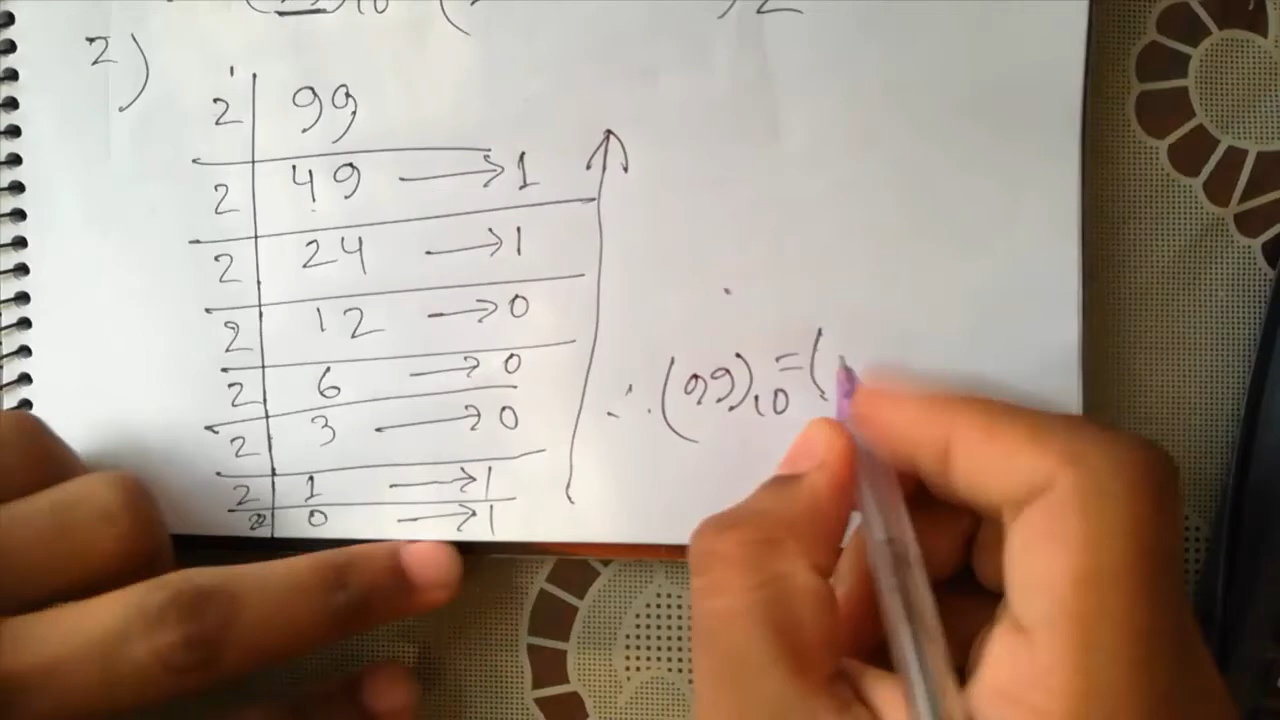 )10 (
)2
2)
2 99
2 49 → 1
2 24 → 1
2 12 → 0
2 6 → 0
2 3 → 0
2 1 → 1
0 → 1
∴ (99)10 = (